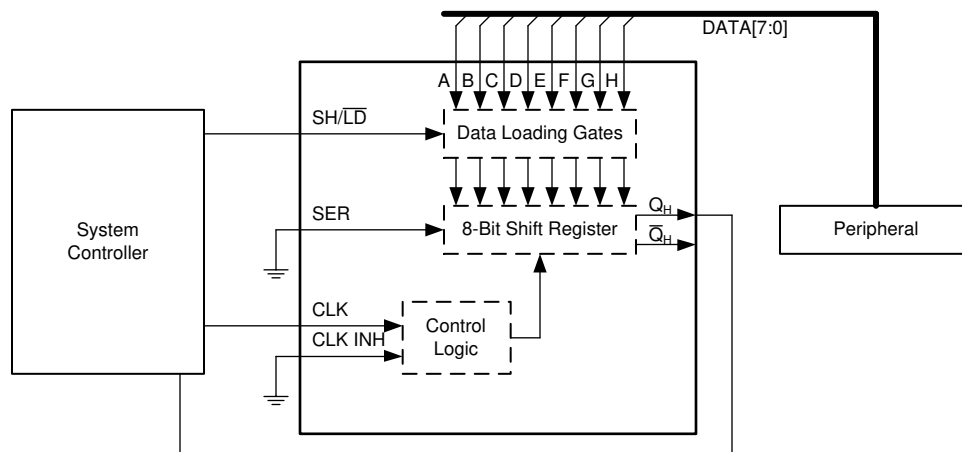 DATA[7:0]
A B C D E F G H
SH/L̅D̅
Data Loading Gates
SER
8-Bit Shift Register
Q_H
Q̅_H
System
Controller
Peripheral
CLK
CLK INH
Control
Logic